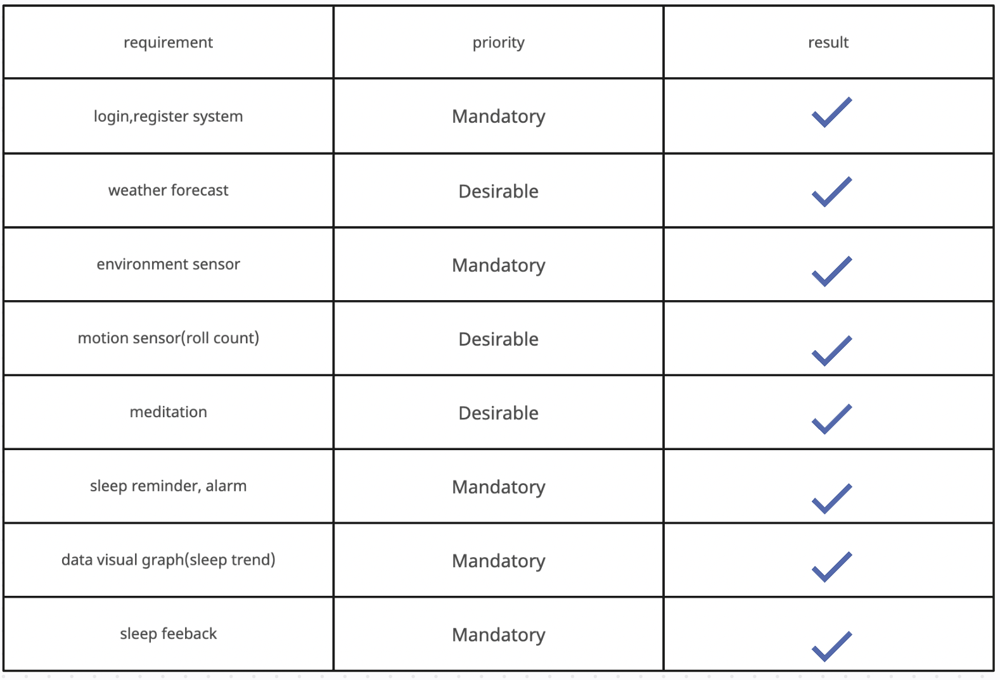 requirement priority result
login,register system Mandatory
weather forecast Desirable
environment sensor Mandatory
motion sensor(roll count) Desirable
meditation Desirable
sleep reminder, alarm Mandatory
data visual graph(sleep trend) Mandatory
sleep feeback Mandatory